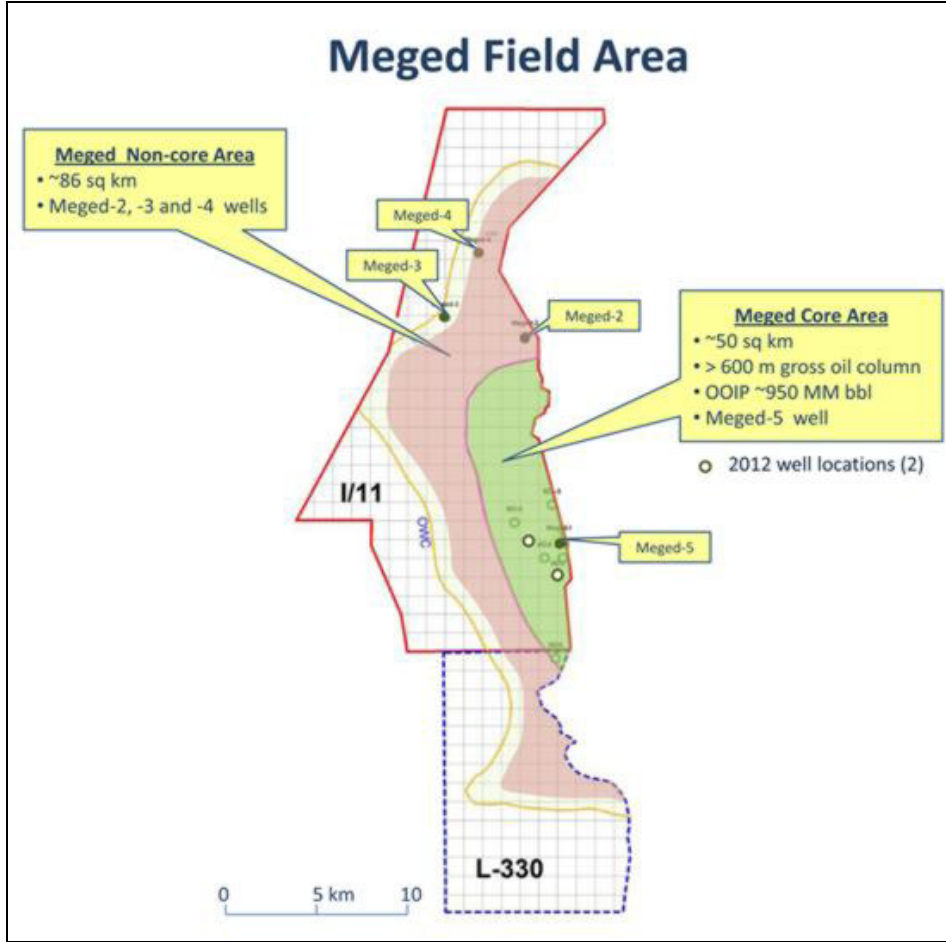 Meged Field Area
Meged Non-core Area
• ~86 sq km
• Meged-2, -3 and -4 wells
Meged-4
Meged-3
Meged-2
Meged Core Area
• ~50 sq km
• > 600 m gross oil column
• OOIP ~950 MM bbl
• Meged-5 well
2012 well locations (2)
I/11
OWC
Meged-5
L-330
0 5 km 10